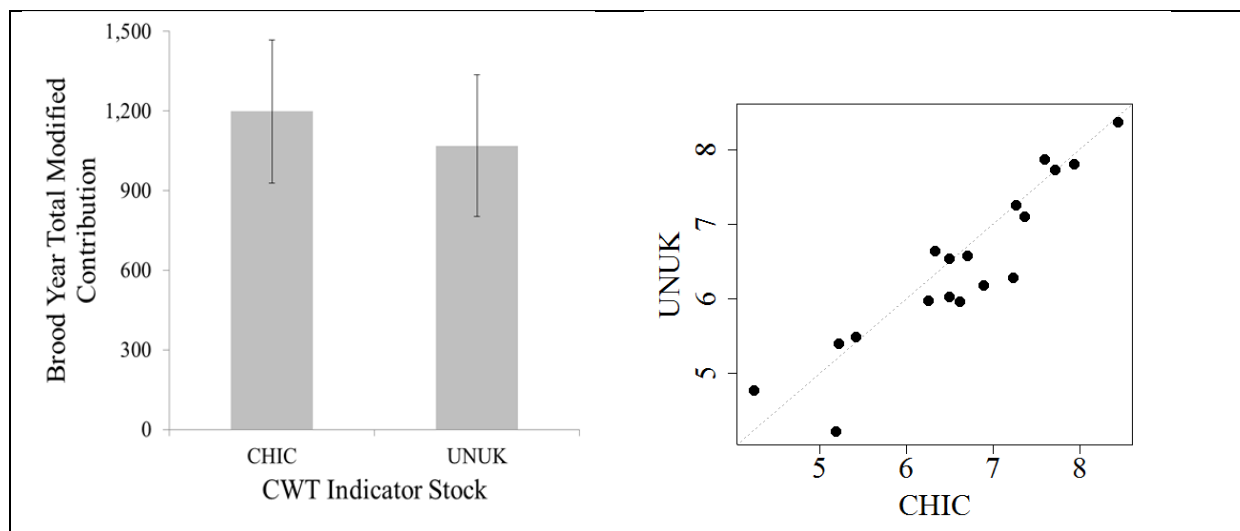 Brood Year Total Modified
Contribution
1,500
1,200
900
600
300
0
CHIC
UNUK
CWT Indicator Stock
UNUK
8
7
6
5
5
6
7
8
CHIC